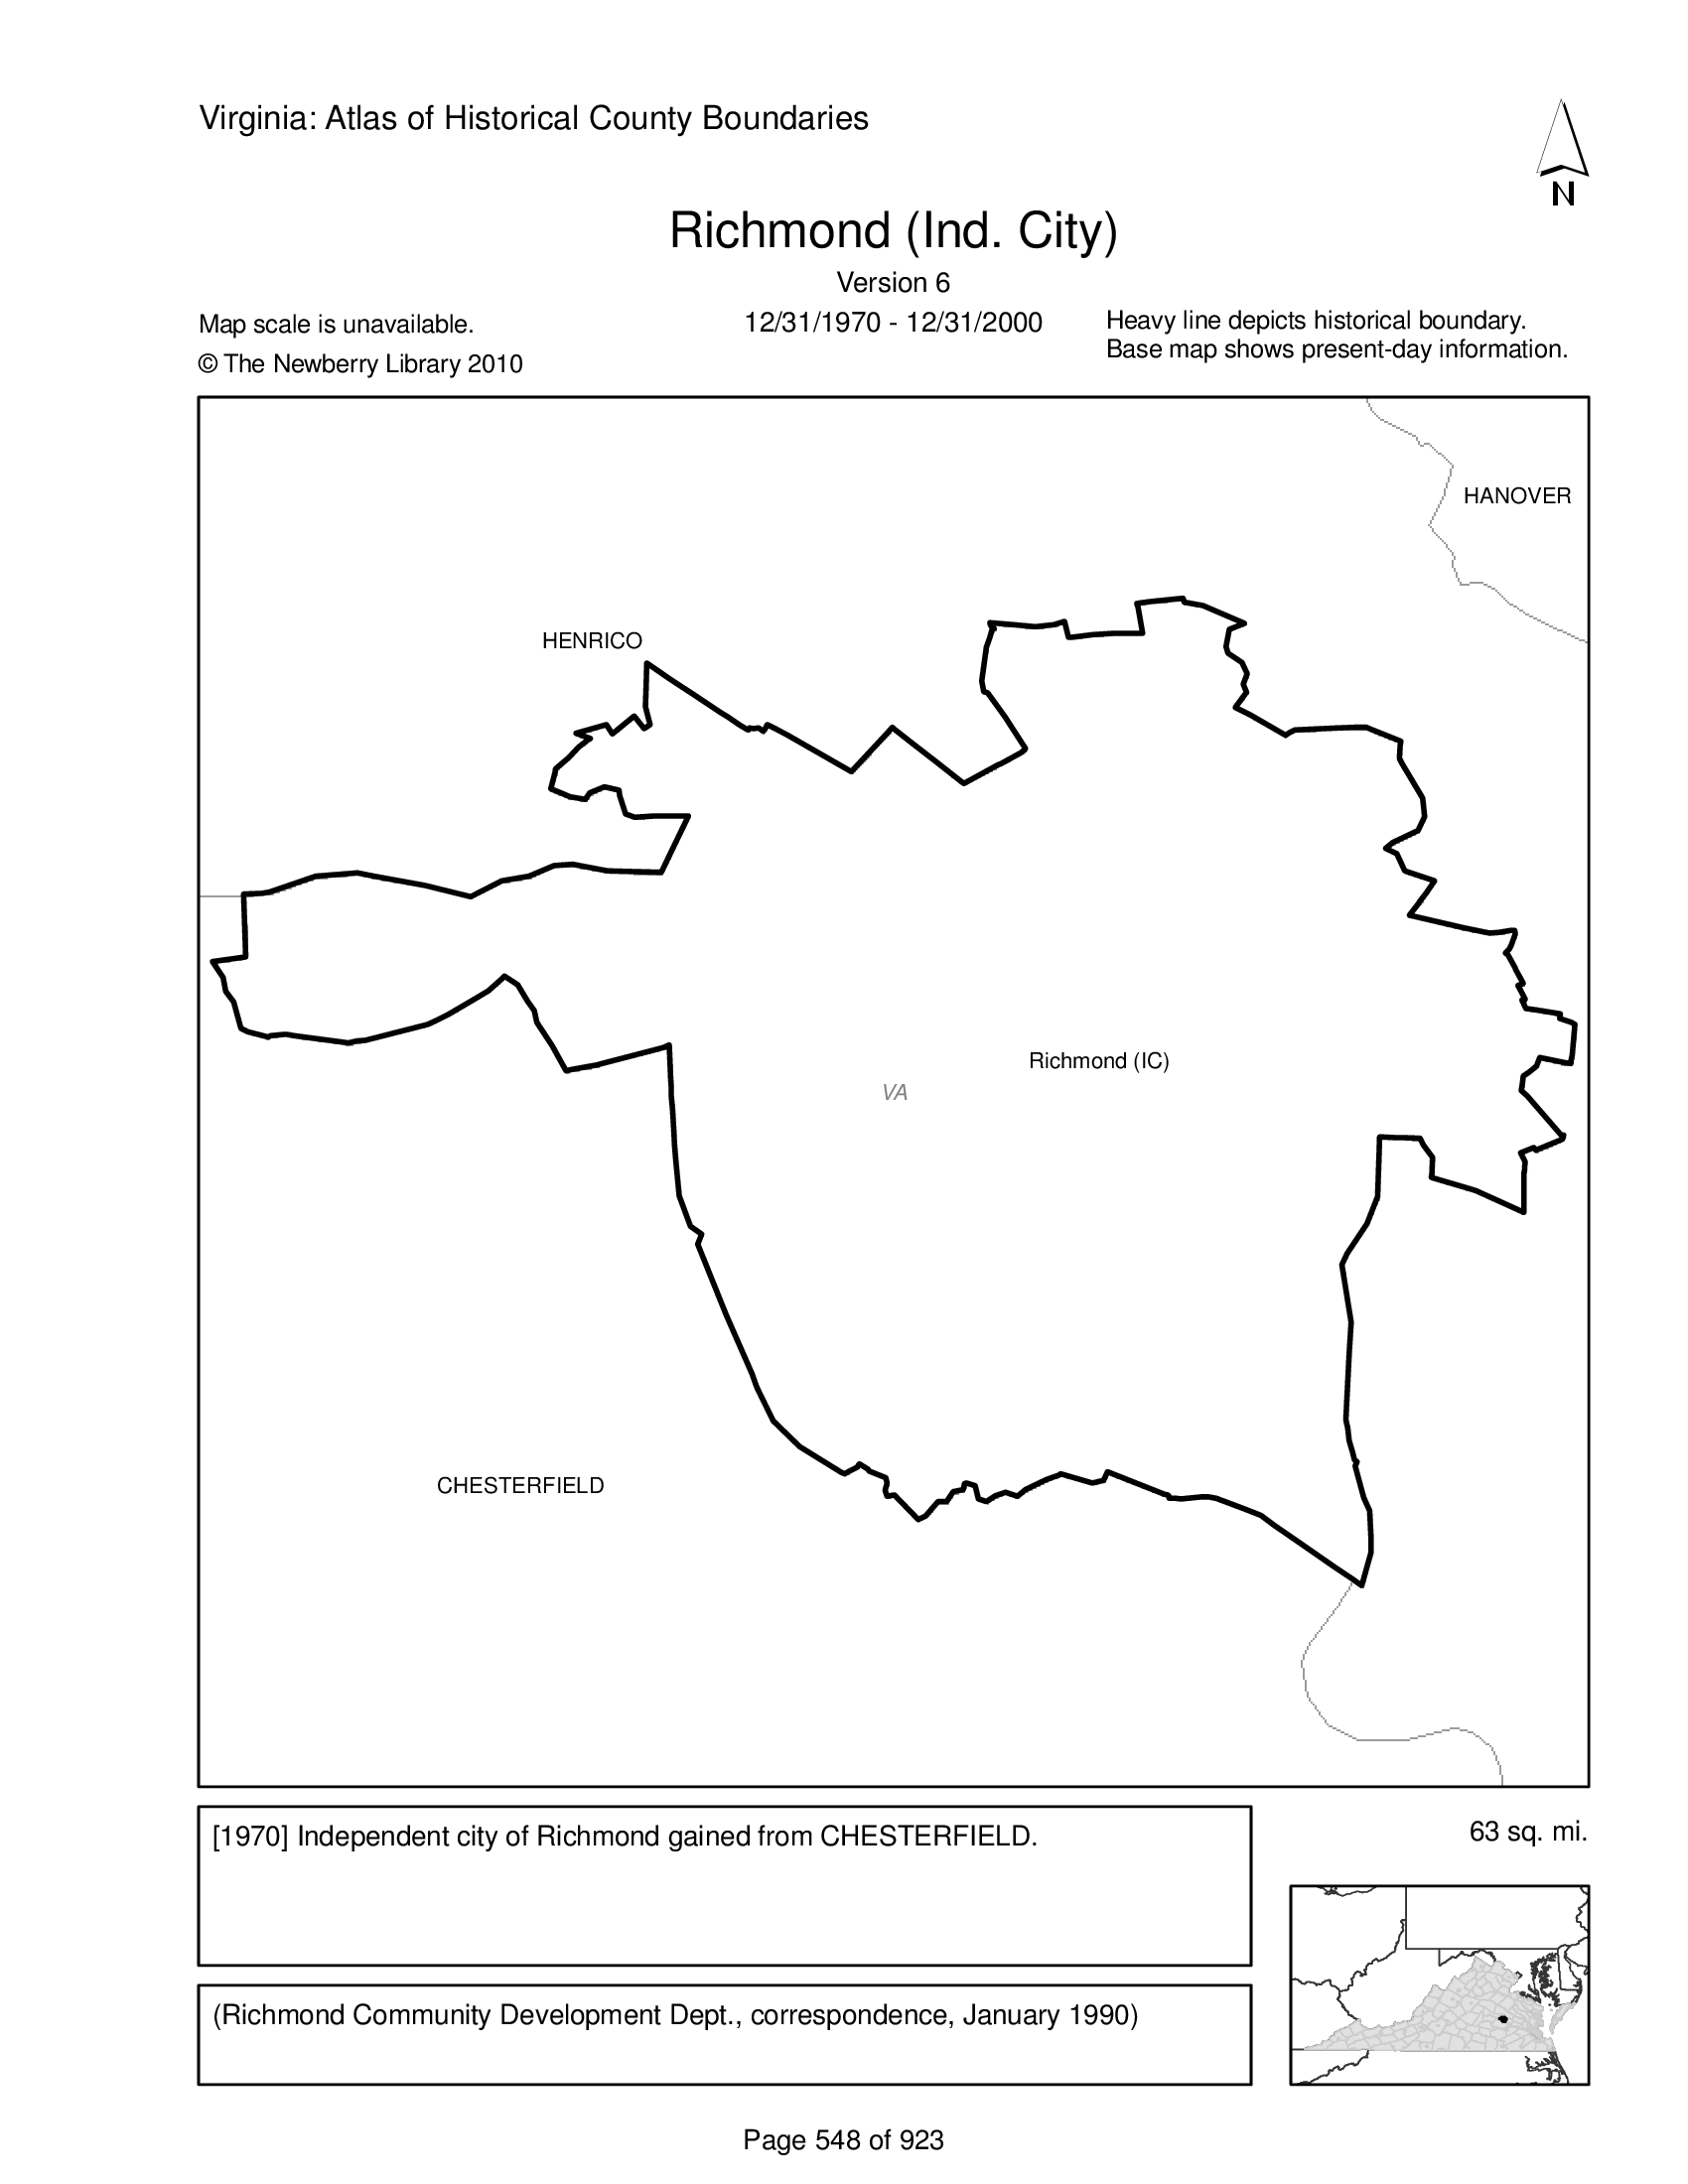 Virginia: Atlas of Historical County Boundaries
N
Richmond (Ind. City)
Version 6
Map scale is unavailable.
12/31/1970 - 12/31/2000
Heavy line depicts historical boundary.
© The Newberry Library 2010
Base map shows present-day information.
HANOVER
HENRICO
Richmond (IC)
VA
CHESTERFIELD
[1970] Independent city of Richmond gained from CHESTERFIELD.
63 sq. mi.
(Richmond Community Development Dept., correspondence, January 1990)
Page 548 of 923